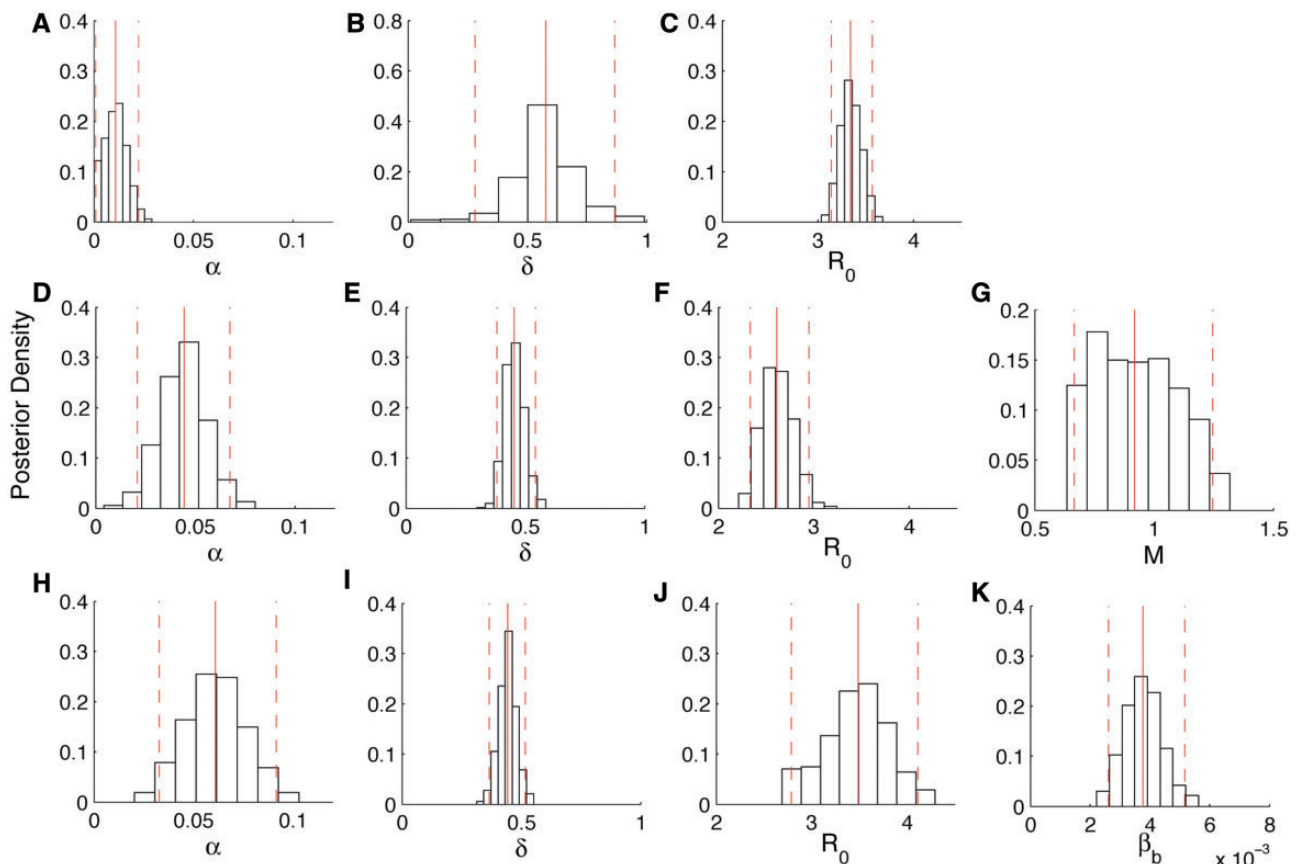 A
B
C
0.4
0.3
0.2
0.1
0
0 0.05 0.1
α
0.8
0.6
0.4
0.2
0
0 0.5 1
δ
0.4
0.3
0.2
0.1
0
2 3 4
R0
Posterior Density
D
E
F
G
0.4
0.3
0.2
0.1
0
0 0.05 0.1
α
0.4
0.3
0.2
0.1
0
0 0.5 1
δ
0.4
0.3
0.2
0.1
0
2 3 4
R0
0.2
0.15
0.1
0.05
0
0.5 1 1.5
M
H
I
J
K
0.4
0.3
0.2
0.1
0
0 0.05 0.1
α
0.4
0.3
0.2
0.1
0
0 0.5 1
δ
0.4
0.3
0.2
0.1
0
2 3 4
R0
0.4
0.3
0.2
0.1
0
0 2 4 6 8
βb
x 10-3